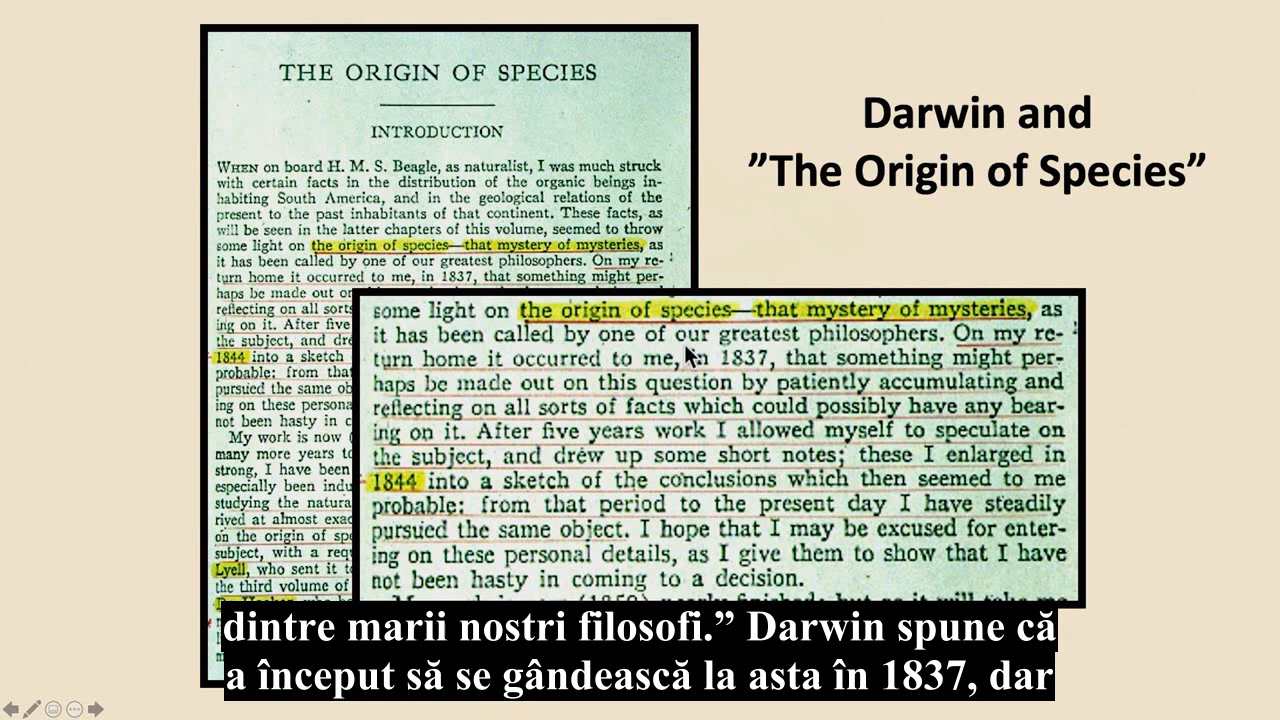 THE ORIGIN OF SPECIES
INTRODUCTION
WHEN on board H. M. S. Beagle, as naturalist, I was much struck
with certain facts in the distribution of the organic beings in-
habiting South America, and in the geological relations of the
present to the past inhabitants of that continent. These facts, as
will be seen in the latter chapters of this volume, seemed to throw
some light on the origin of species—that mystery of mysteries, as
it has been called by one of our greatest philosophers. On my re-
turn home it occurred to me, in 1837, that something might per-
haps be made out on
reflecting on all sorts
ing on it. After five
the subject, and dre
1844 into a sketch
probable: from that
pursued the same ob
ing on these persona
not been hasty in c
My work is now
many more years to
strong, I have been
especially been indu
studying the natura
rived at almost exac
on the origin of spe
subject, with a requ
Lyell, who sent it to
the third volume of
Darwin and
”The Origin of Species”
some light on the origin of species—that mystery of mysteries, as
it has been called by one of our greatest philosophers. On my re-
turn home it occurred to me, in 1837, that something might per-
haps be made out on this question by patiently accumulating and
reflecting on all sorts of facts which could possibly have any bear-
ing on it. After five years work I allowed myself to speculate on
the subject, and drew up some short notes; these I enlarged in
1844 into a sketch of the conclusions which then seemed to me
probable: from that period to the present day I have steadily
pursued the same object. I hope that I may be excused for enter-
ing on these personal details, as I give them to show that I have
not been hasty in coming to a decision.
dintre marii nostri filosofi.” Darwin spune că
a început să se gândească la asta în 1837, dar